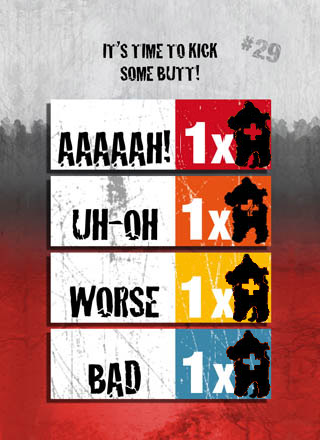 IT'S TIME TO KICK
SOME BUTT!
#29
AAAAAH! 1x
UH-OH 1x
WORSE 1x
BAD 1x